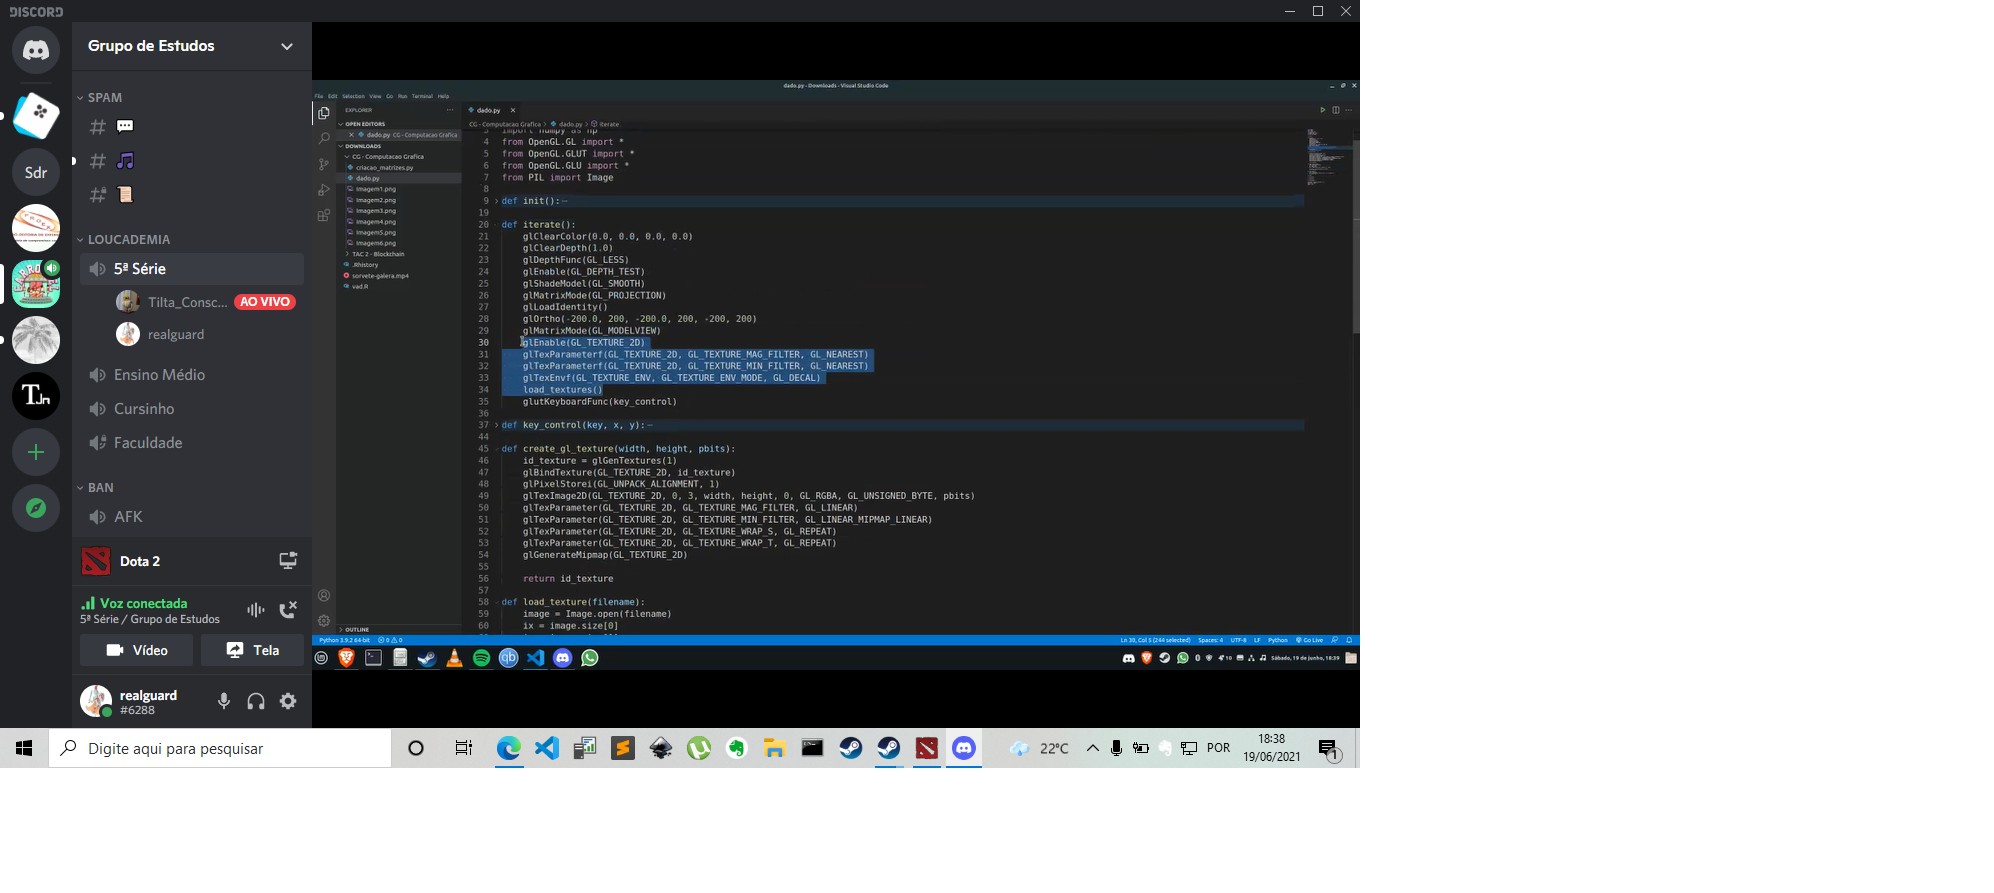 DISCORD
Grupo de Estudos
SPAM
#
#
#
LOUCADEMIA
5ª Série
Tilta_Consc... AO VIVO
realguard
Ensino Médio
Cursinho
Faculdade
BAN
AFK
Dota 2
Voz conectada
5ª Série / Grupo de Estudos
Vídeo
Tela
realguard
#6288
Sdr
dado.py - Downloads - Visual Studio Code
File Edit Selection View Go Run Terminal Help
EXPLORER
OPEN EDITORS
dado.py CG - Computacao Grafica
DOWNLOADS
CG - Computacao Grafica
criacao_matrizes.py
dado.py
Imagem1.png
Imagem2.png
Imagem3.png
Imagem4.png
Imagem5.png
Imagem6.png
TAC 2 - Blockchain
.Rhistory
sorvete-galera.mp4
vad.R
OUTLINE
dado.py
CG - Computacao Grafica > dado.py > iterate
3 import numpy as np
4 from OpenGL.GL import *
5 from OpenGL.GLUT import *
6 from OpenGL.GLU import *
7 from PIL import Image
8
9 def init():
19
20 def iterate():
21 glClearColor(0.0, 0.0, 0.0, 0.0)
22 glClearDepth(1.0)
23 glDepthFunc(GL_LESS)
24 glEnable(GL_DEPTH_TEST)
25 glShadeModel(GL_SMOOTH)
26 glMatrixMode(GL_PROJECTION)
27 glLoadIdentity()
28 glOrtho(-200.0, 200, -200.0, 200, -200, 200)
29 glMatrixMode(GL_MODELVIEW)
30 glEnable(GL_TEXTURE_2D)
31 glTexParameterf(GL_TEXTURE_2D, GL_TEXTURE_MAG_FILTER, GL_NEAREST)
32 glTexParameterf(GL_TEXTURE_2D, GL_TEXTURE_MIN_FILTER, GL_NEAREST)
33 glTexEnvf(GL_TEXTURE_ENV, GL_TEXTURE_ENV_MODE, GL_DECAL)
34 load_textures()
35 glutKeyboardFunc(key_control)
36
37 def key_control(key, x, y):
44
45 def create_gl_texture(width, height, pbits):
46 id_texture = glGenTextures(1)
47 glBindTexture(GL_TEXTURE_2D, id_texture)
48 glPixelStorei(GL_UNPACK_ALIGNMENT, 1)
49 glTexImage2D(GL_TEXTURE_2D, 0, 3, width, height, 0, GL_RGBA, GL_UNSIGNED_BYTE, pbits)
50 glTexParameter(GL_TEXTURE_2D, GL_TEXTURE_MAG_FILTER, GL_LINEAR)
51 glTexParameter(GL_TEXTURE_2D, GL_TEXTURE_MIN_FILTER, GL_LINEAR_MIPMAP_LINEAR)
52 glTexParameter(GL_TEXTURE_2D, GL_TEXTURE_WRAP_S, GL_REPEAT)
53 glTexParameter(GL_TEXTURE_2D, GL_TEXTURE_WRAP_T, GL_REPEAT)
54 glGenerateMipmap(GL_TEXTURE_2D)
55
56 return id_texture
57
58 def load_texture(filename):
59 image = Image.open(filename)
60 ix = image.size[0]
Python 3.9.2 64-bit 0 0
Ln 30, Col 5 (244 selected) Spaces: 4 UTF-8 LF Python Go Live
qb
10 Sábado, 19 de junho, 18:39
Digite aqui para pesquisar
22°C
POR
18:38
19/06/2021
1